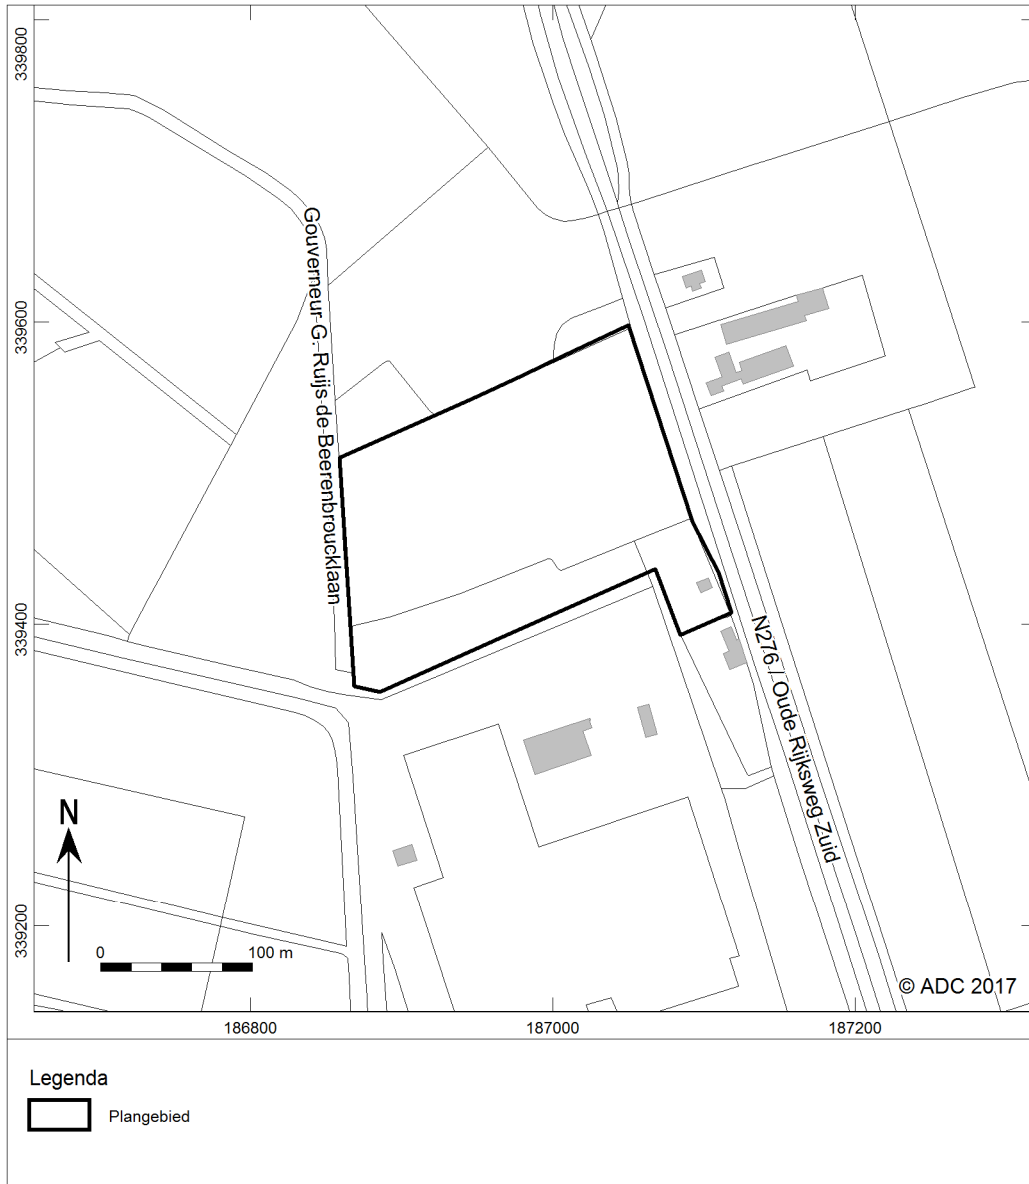 339800
339600
339400
339200
Gouverneur G. Ruijs-de-Beerenbroucklaan
N276 / Oude-Rijksweg-Zuid
N
0 100 m
© ADC 2017
186800 187000 187200
Legenda
Plangebied